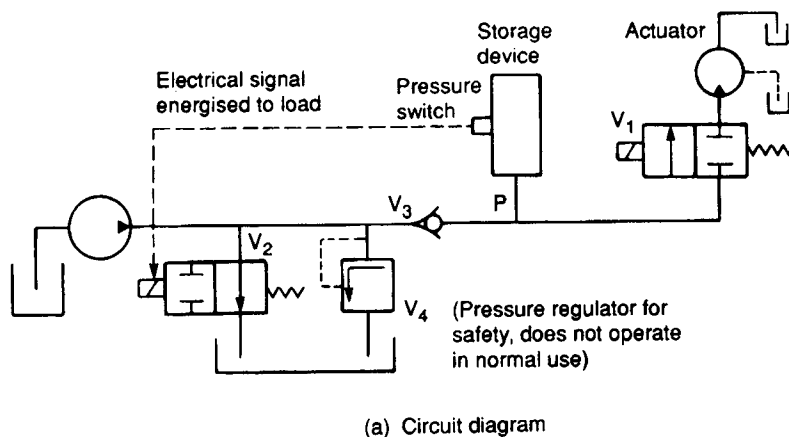 Storage
device
Actuator
Electrical signal
energised to load
Pressure
switch
V1
P
V3
V2
V4
(Pressure regulator for
safety, does not operate
in normal use)
(a) Circuit diagram